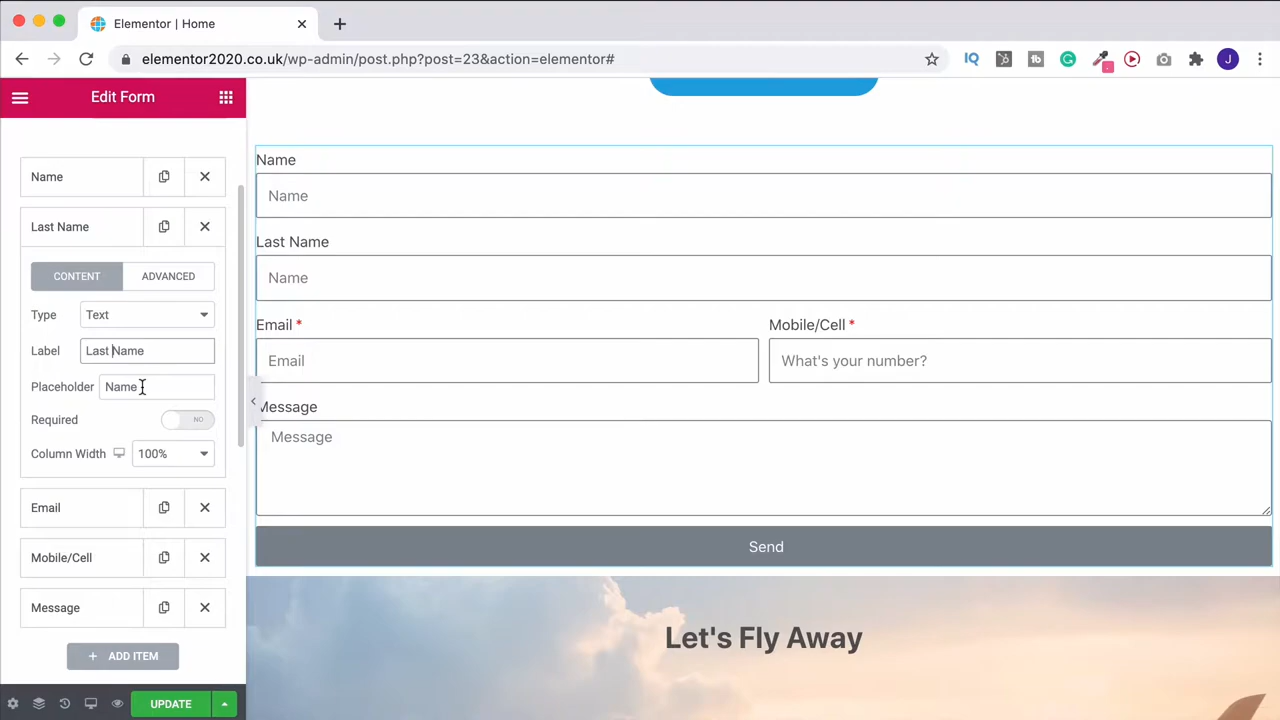 Elementor | Home
elementor2020.co.uk/wp-admin/post.php?post=23&action=elementor#
IQ
tb
J
Edit Form
Name
Last Name
CONTENT
ADVANCED
Type
Text
Label
Last Name
Placeholder
Name
Required
NO
Column Width
100%
Email
Mobile/Cell
Message
+ ADD ITEM
UPDATE
Name
Name
Last Name
Name
Email *
Mobile/Cell *
Email
What's your number?
Message
Message
Send
Let's Fly Away